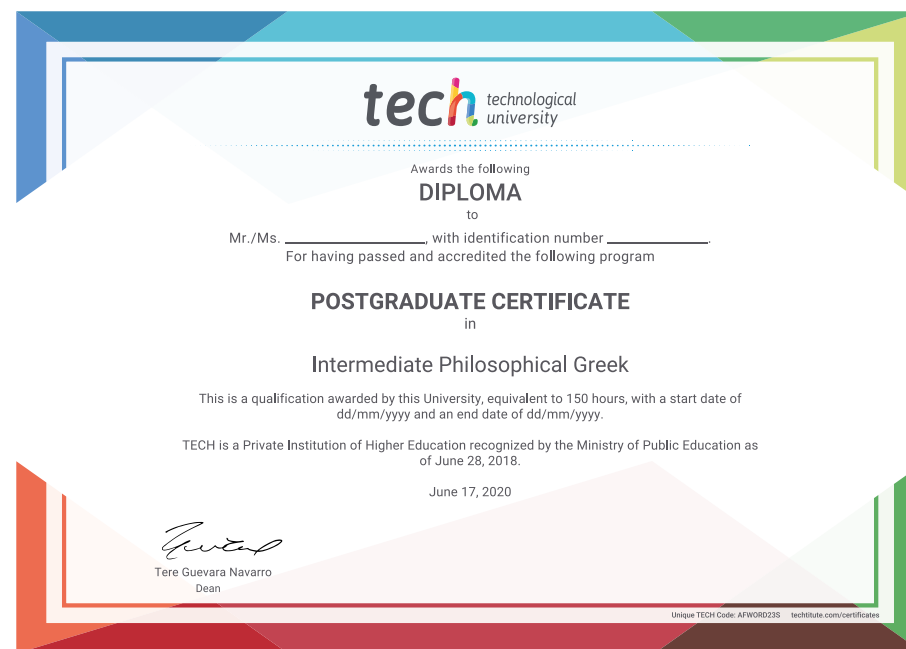 tech technological
university
Awards the following
DIPLOMA
to
Mr./Ms. ____________________, with identification number ______________.
For having passed and accredited the following program
POSTGRADUATE CERTIFICATE
in
Intermediate Philosophical Greek
This is a qualification awarded by this University, equivalent to 150 hours, with a start date of
dd/mm/yyyy and an end date of dd/mm/yyyy.
TECH is a Private Institution of Higher Education recognized by the Ministry of Public Education as
of June 28, 2018.
June 17, 2020
Tere Guevara Navarro
Dean
Unique TECH Code: AFWORD23S techtitute.com/certificates